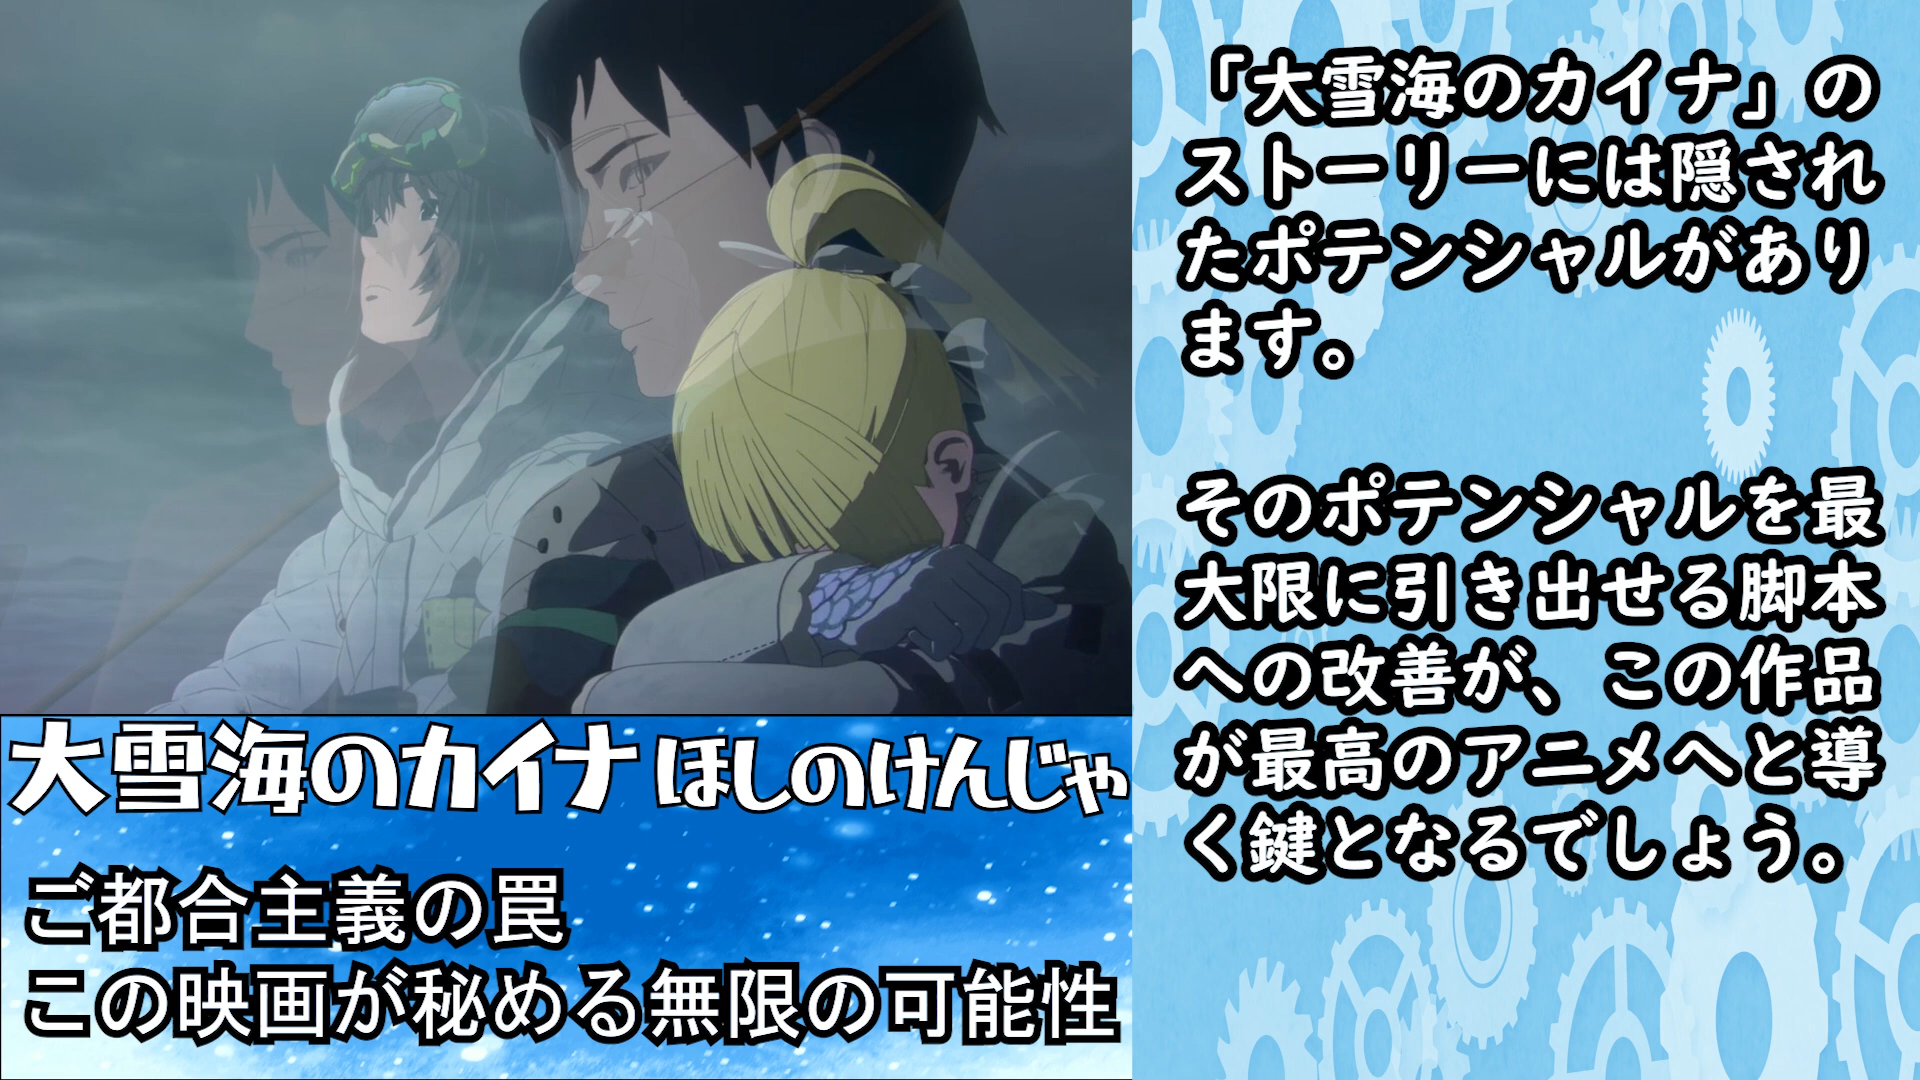 「大雪海のカイナ」の
ストーリーには隠され
たポテンシャルがあり
ます。
そのポテンシャルを最
大限に引き出せる脚本
への改善が、この作品
が最高のアニメへと導
く鍵となるでしょう。
大雪海のカイナ ほしのけんじゃ
ご都合主義の罠
この映画が秘める無限の可能性